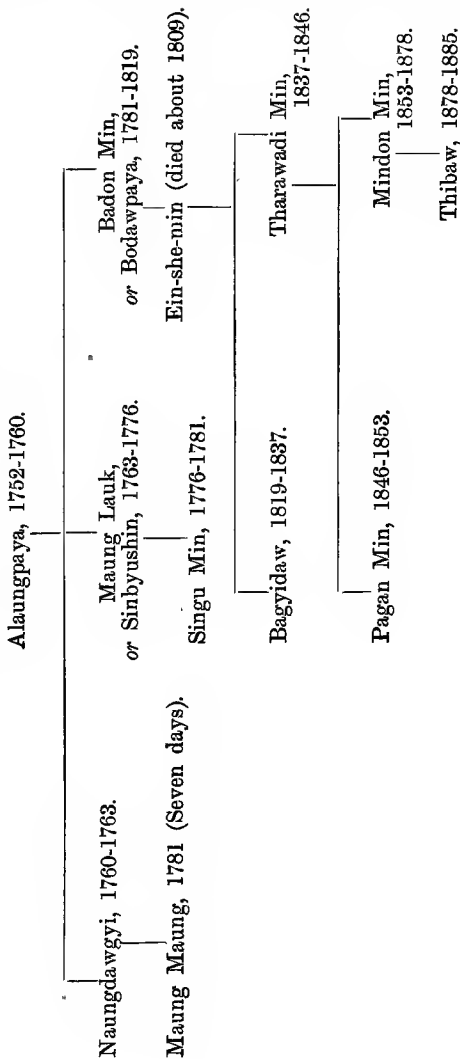 Alaungpaya, 1752-1760.
Naungdawgyi, 1760-1763.
Maung Lauk,
or Sinbyushin, 1763-1776.
Badon Min,
or Bodawpaya, 1781-1819.
Maung Maung, 1781 (Seven days).
Singu Min, 1776-1781.
Ein-she-min (died about 1809).
Bagyidaw, 1819-1837.
Tharawadi Min,
1837-1846.
Pagan Min, 1846-1853.
Mindon Min,
1853-1878.
Thibaw, 1878-1885.